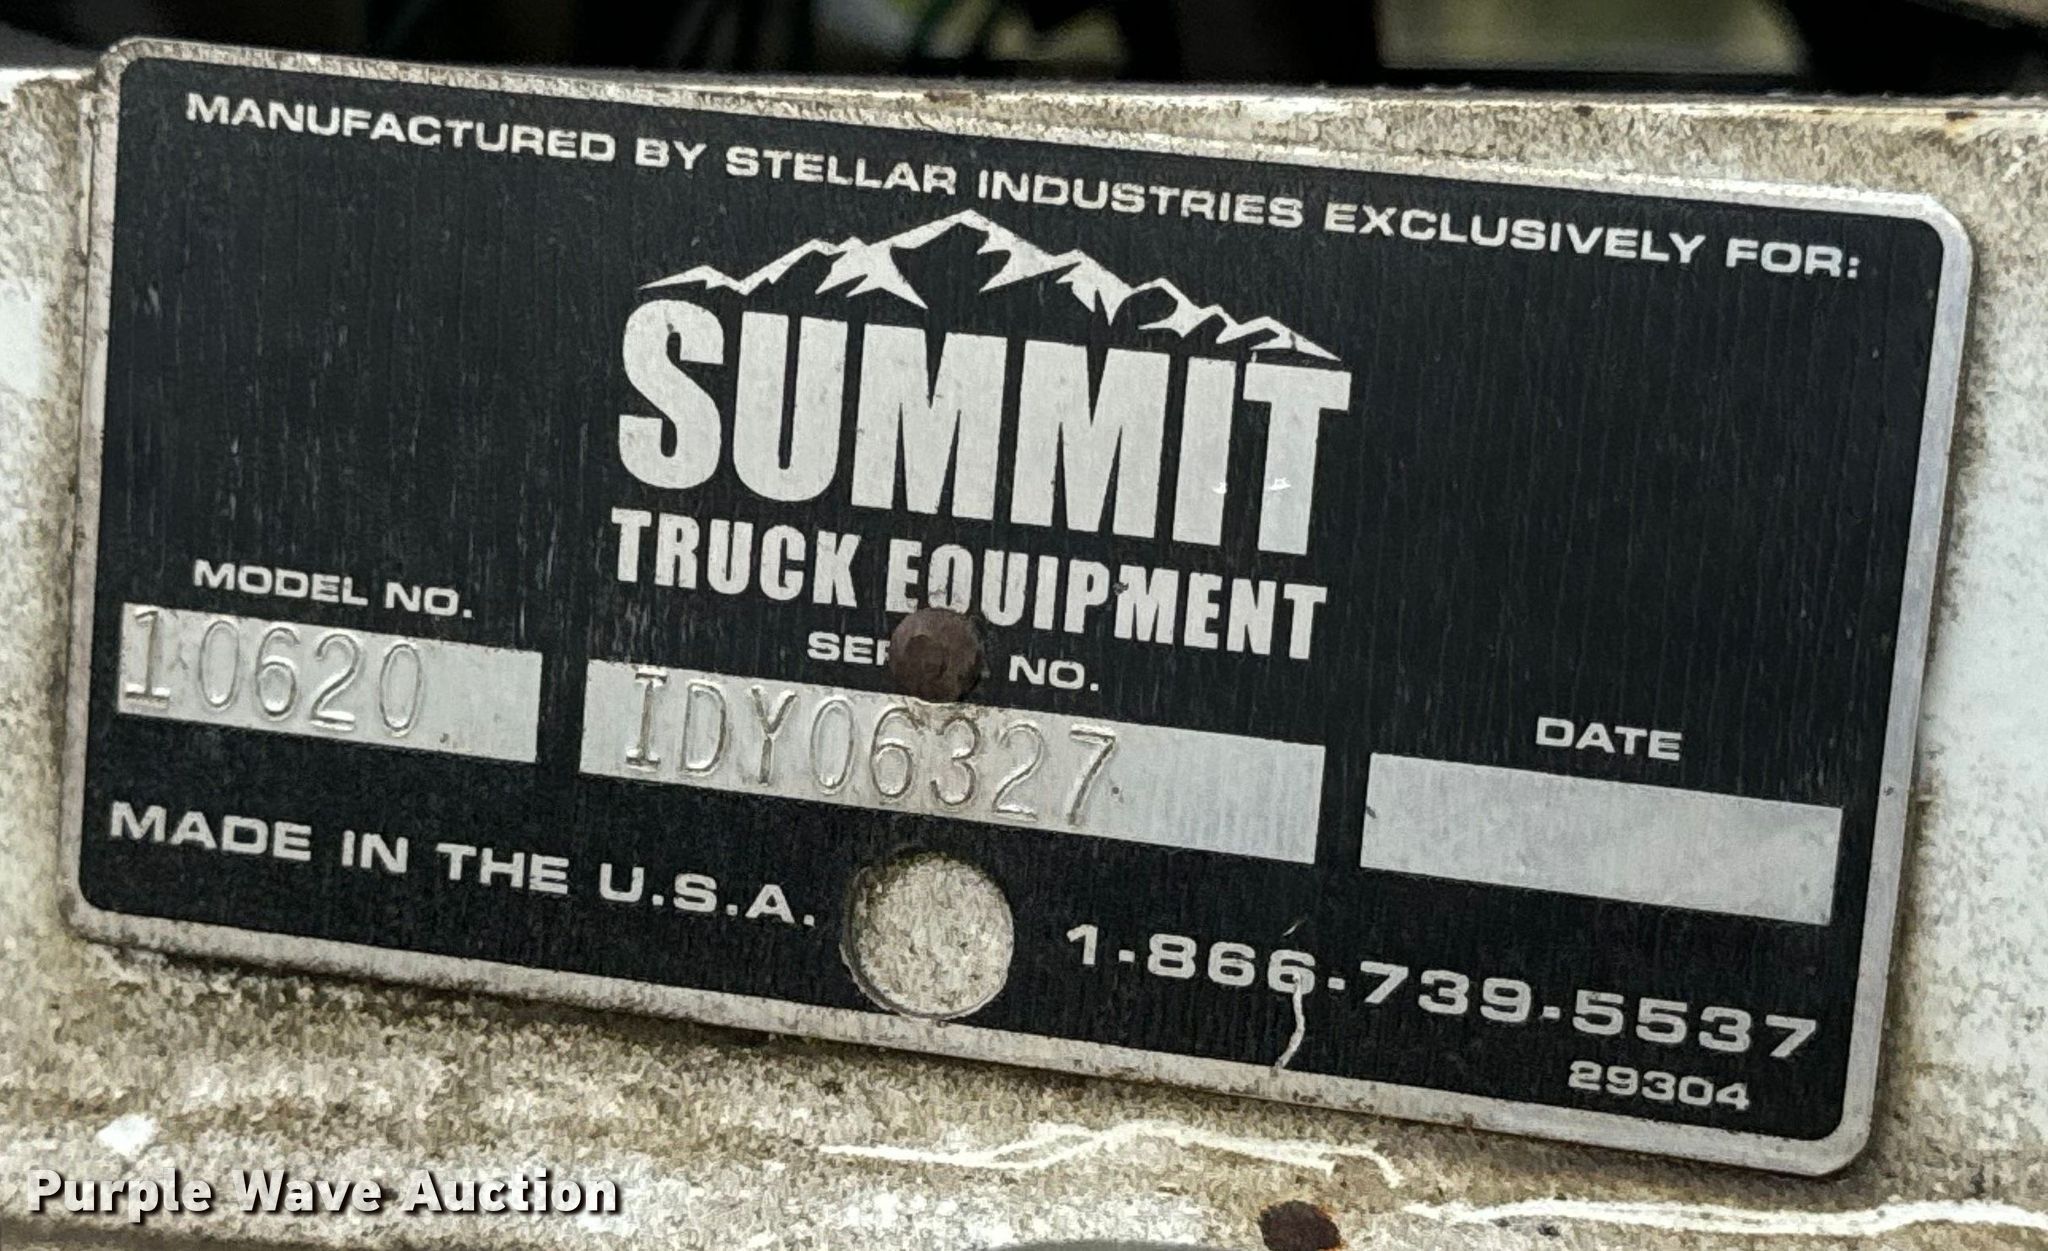 MANUFACTURED BY STELLAR INDUSTRIES EXCLUSIVELY FOR:
SUMMIT
TRUCK EQUIPMENT
MODEL NO.
10620
NO.
IDY06327
DATE
MADE IN THE U.S.A.
1-866-739-5537
29304
Purple Wave Auction